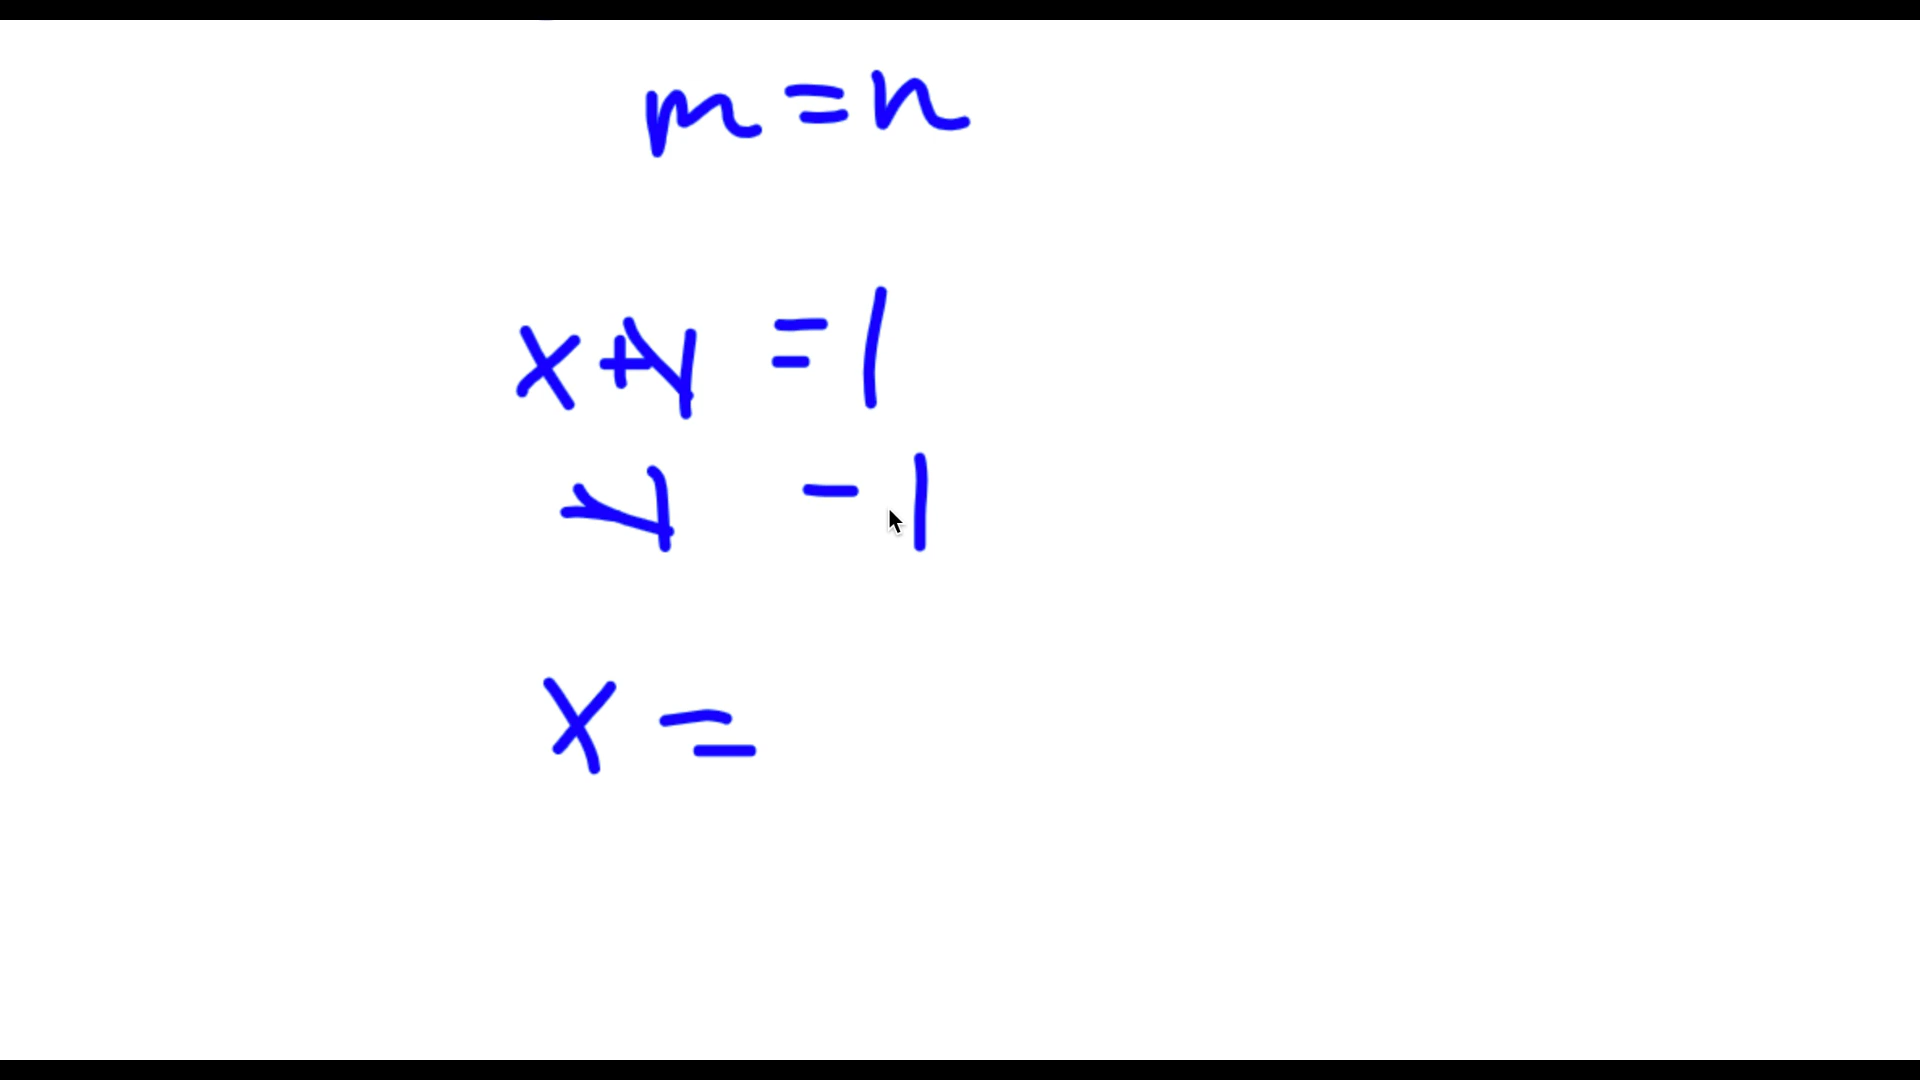 m = n
x + y = 1
y - 1
x =